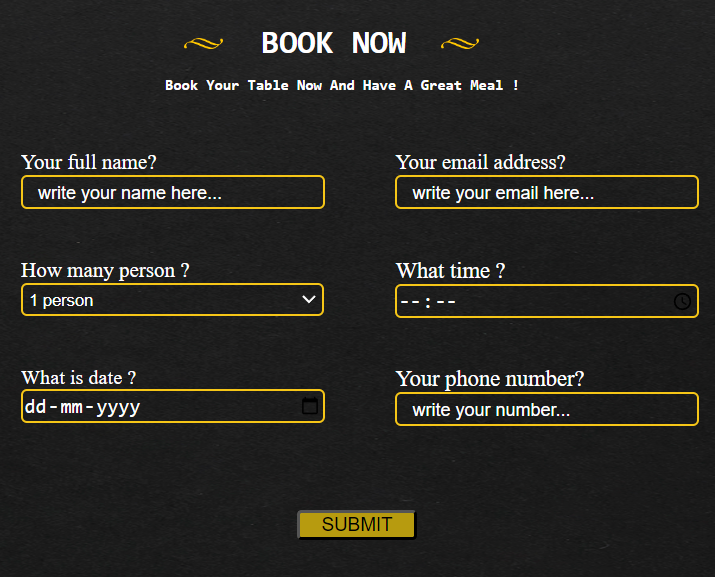 BOOK NOW
Book Your Table Now And Have A Great Meal !
Your full name?
write your name here...
Your email address?
write your email here...
How many person ?
1 person
What time ?
--:--
What is date ?
dd-mm-yyyy
Your phone number?
write your number...
SUBMIT